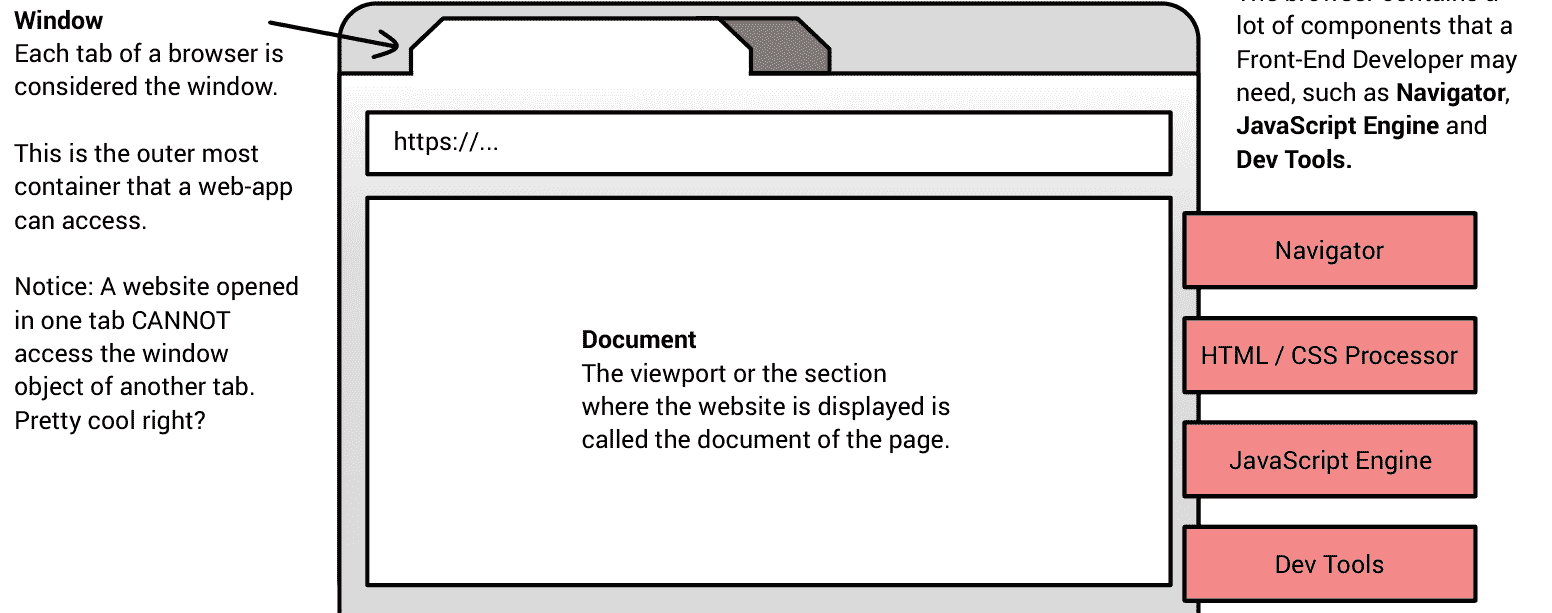 Window
Each tab of a browser is
considered the window.
This is the outer most
container that a web-app
can access.
Notice: A website opened
in one tab CANNOT
access the window
object of another tab.
Pretty cool right?
https://...
Document
The viewport or the section
where the website is displayed is
called the document of the page.
lot of components that a
Front-End Developer may
need, such as Navigator,
JavaScript Engine and
Dev Tools.
Navigator
HTML / CSS Processor
JavaScript Engine
Dev Tools